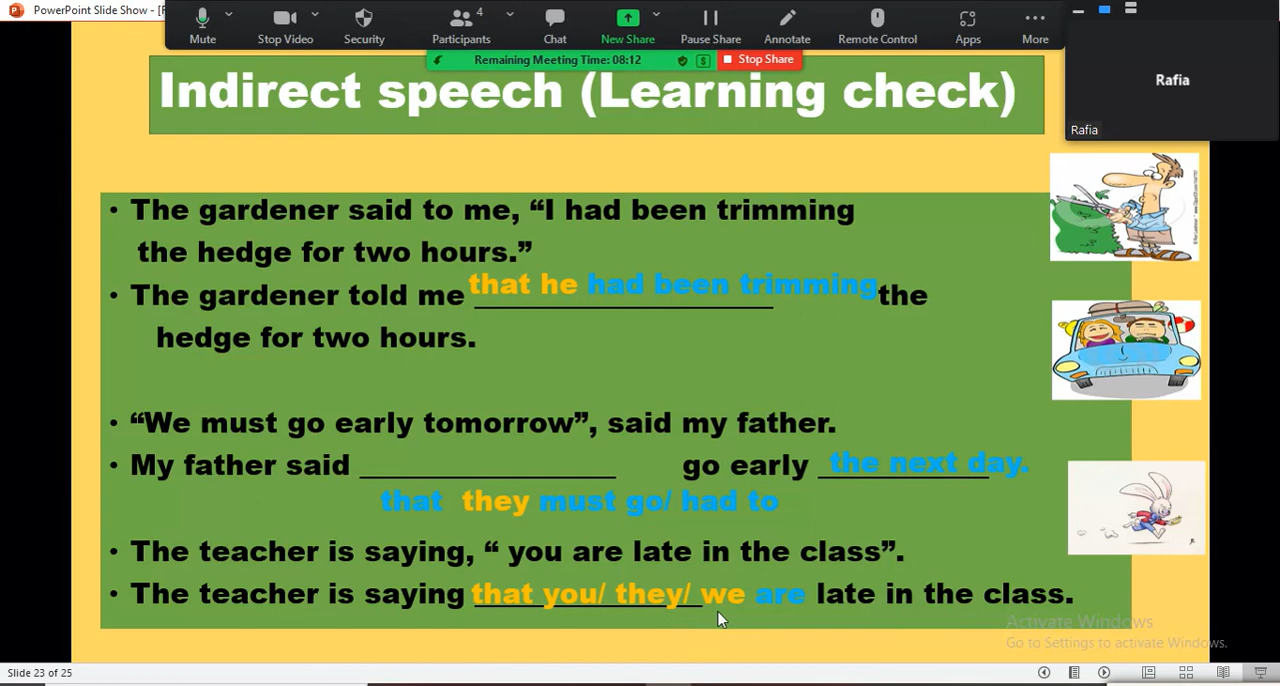 PowerPoint Slide Show - [F
Mute
Stop Video
Security
4
Participants
Chat
New Share
Pause Share
Annotate
Remote Control
Apps
More
Remaining Meeting Time: 08:12
Stop Share
Rafia
Rafia
Indirect speech (Learning check)
• The gardener said to me, “I had been trimming
the hedge for two hours.”
• The gardener told me that he had been trimming the
hedge for two hours.
• “We must go early tomorrow”, said my father.
• My father said ____ go early the next day.
that they must go/ had to
• The teacher is saying, “ you are late in the class”.
• The teacher is saying that you/ they/ we are late in the class.
Activate Windows
Go to Settings to activate Windows.
Slide 23 of 25